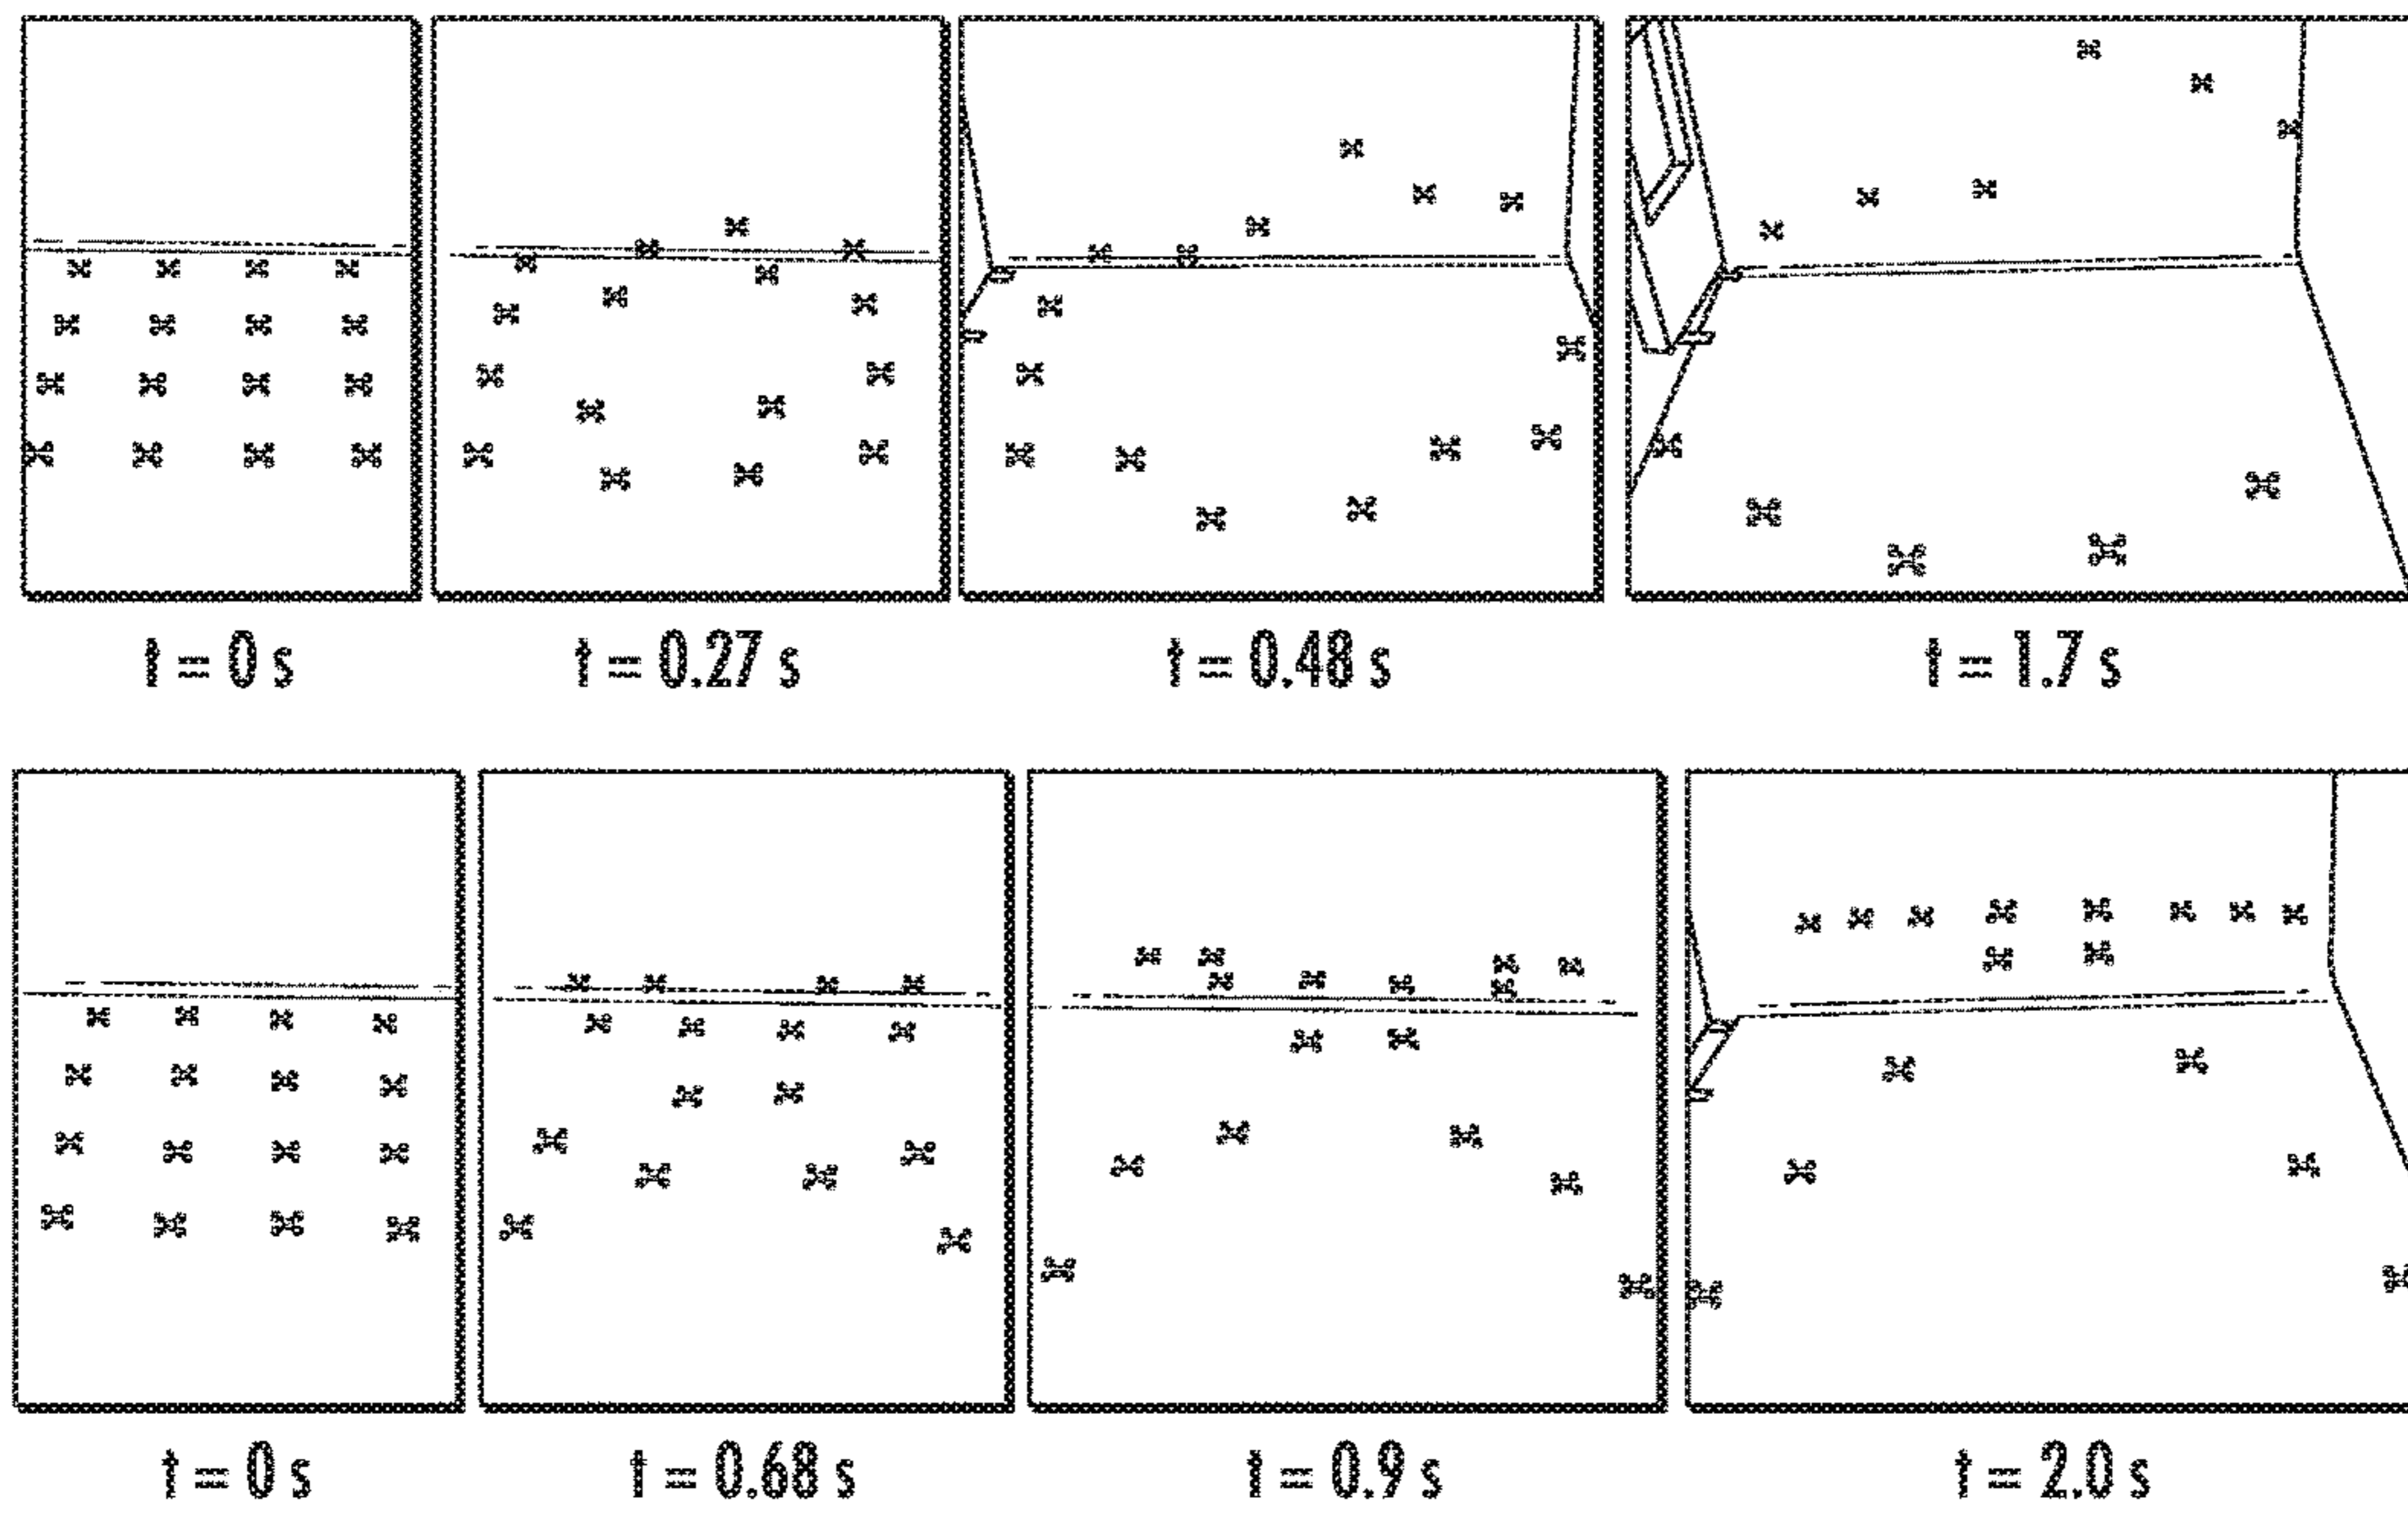 t = 0 s
t = 0.27 s
t = 0.48 s
t = 1.7 s
t = 0 s
t = 0.68 s
t = 0.9 s
t = 2.0 s